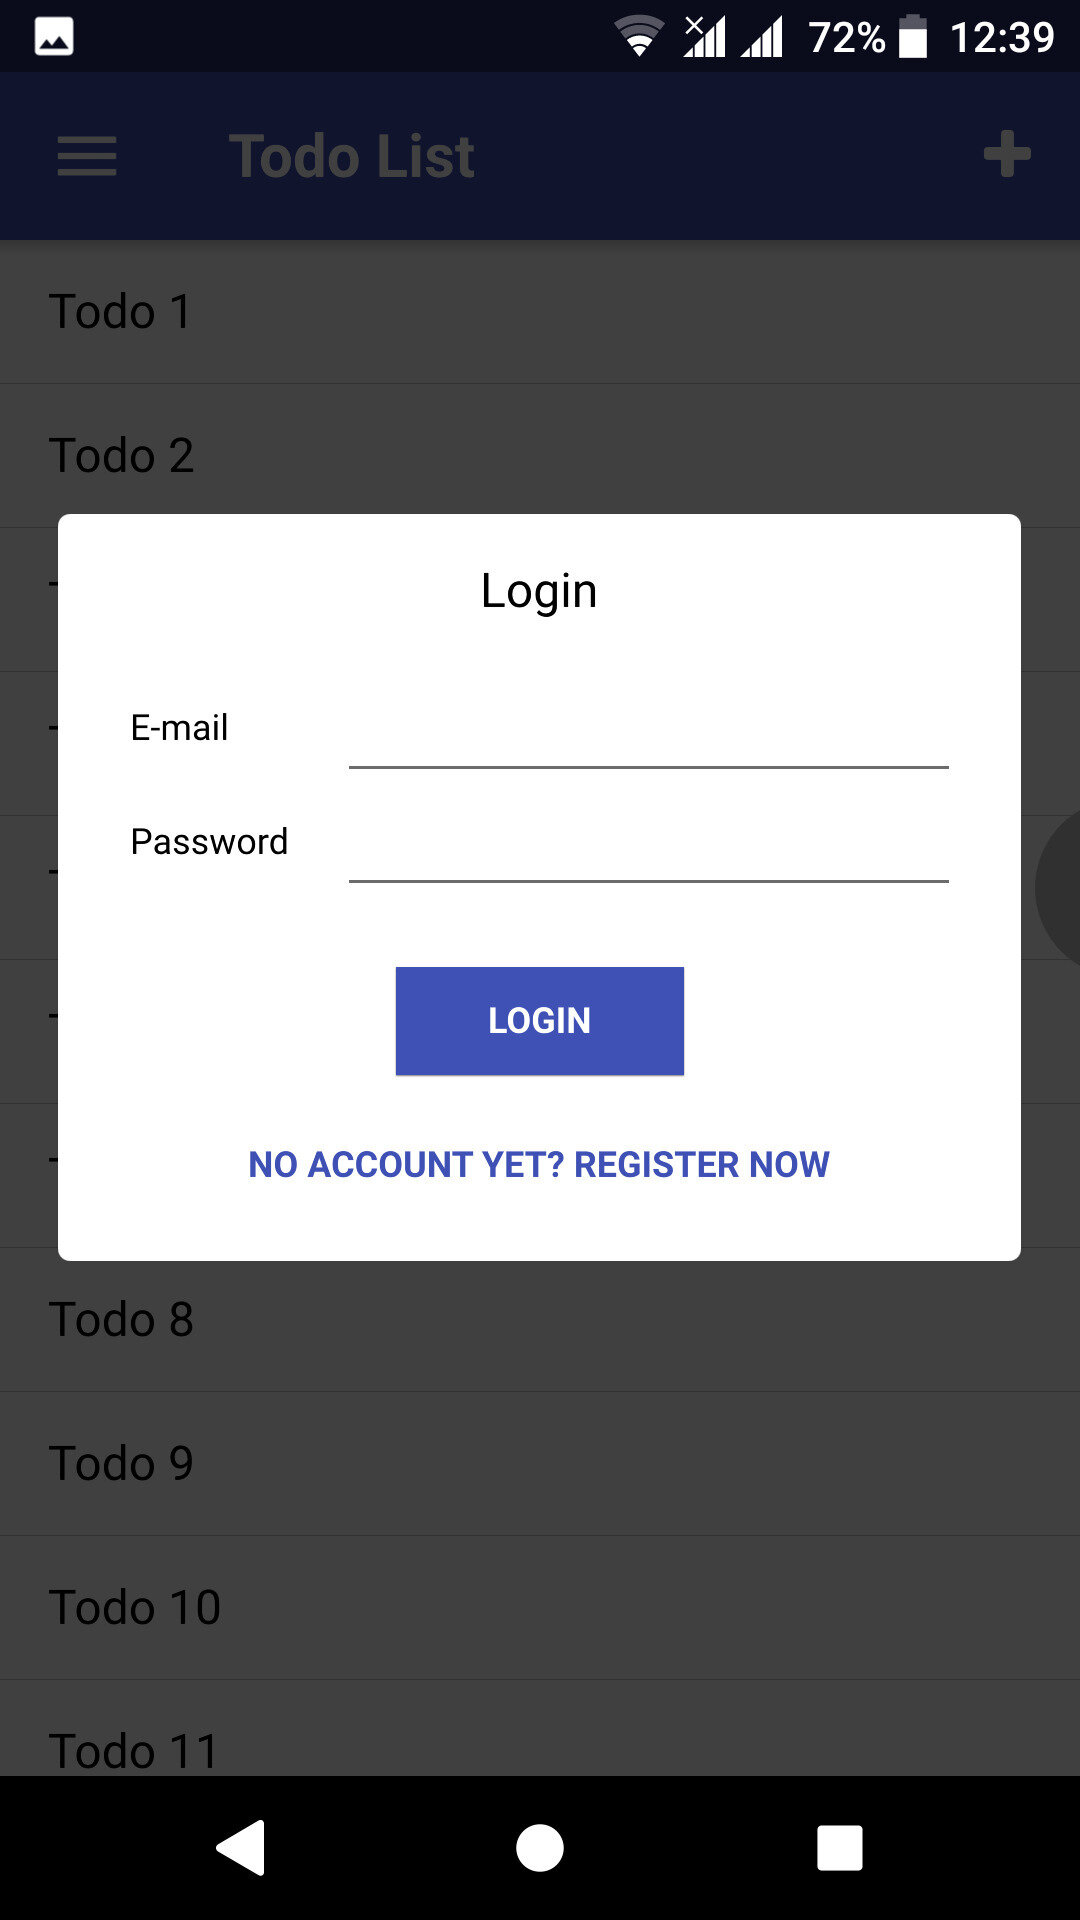 72% 12:39
Todo List
Todo 1
Todo 2
Login
E-mail
Password
LOGIN
NO ACCOUNT YET? REGISTER NOW
Todo 8
Todo 9
Todo 10
Todo 11